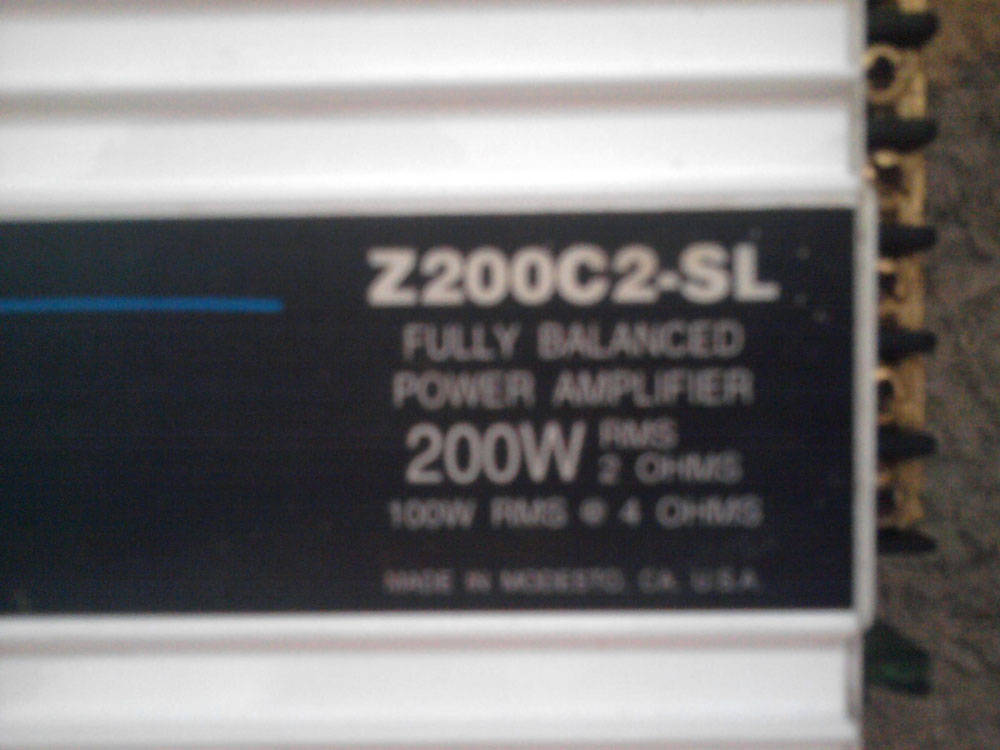 Z200C2-SL
FULLY BALANCED
POWER AMPLIFIER
200W RMS
2 OHMS
100W RMS @ 4 OHMS
MADE IN MODESTO, CA. U.S.A.